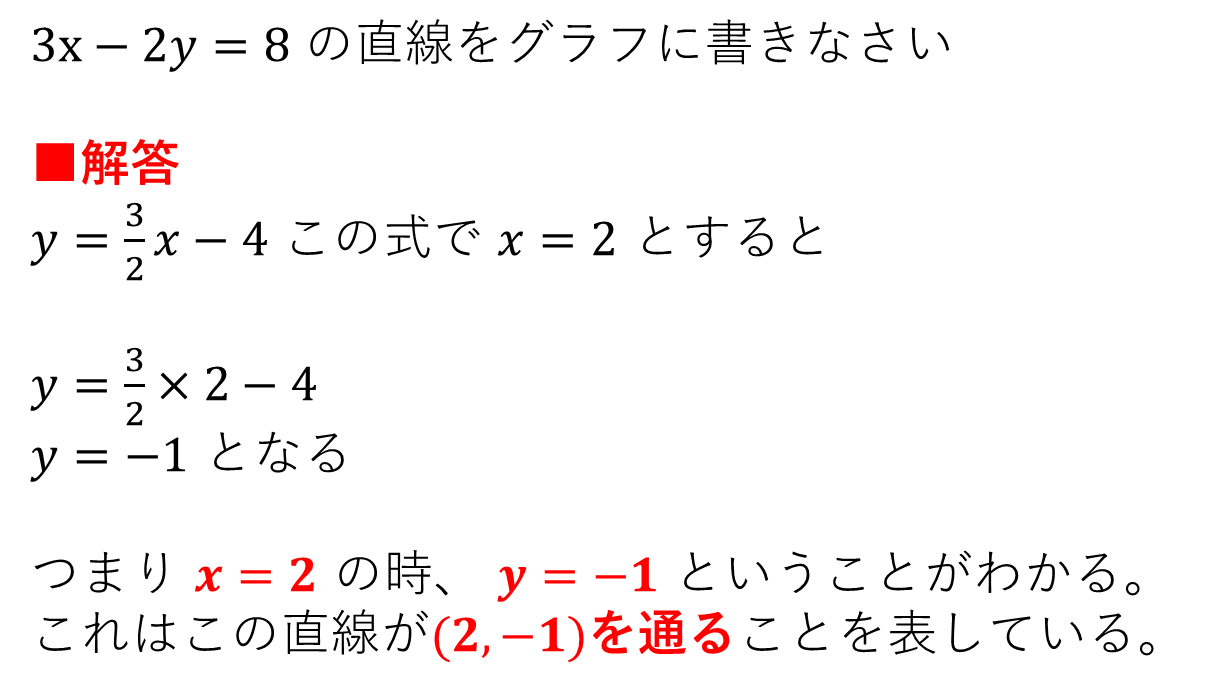 3x − 2y = 8 の直線をグラフに書きなさい
■解答
y = 3/2 x − 4 この式で x = 2 とすると
y = 3/2 × 2 − 4
y = −1 となる
つまり x = 2 の時、 y = −1 ということがわかる。
これはこの直線が(2, −1)を通ることを表している。